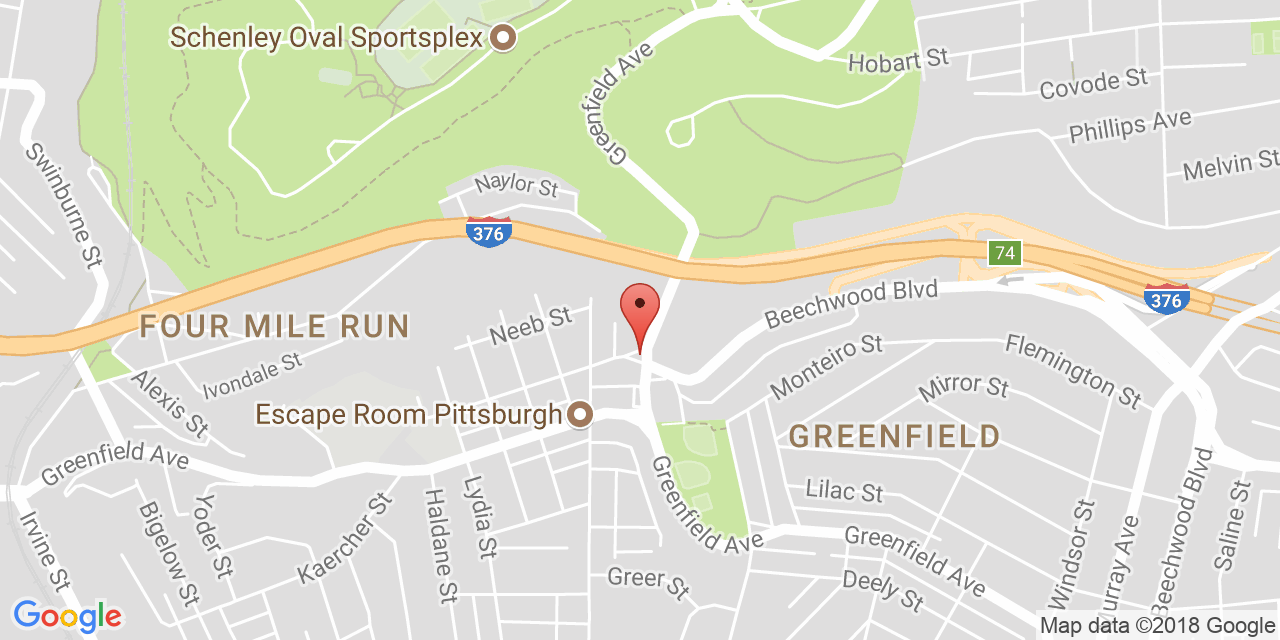 Schenley Oval Sportsplex
Greenfield Ave
Hobart St
Covode St
Phillips Ave
Melvin St
Swinburne St
Naylor St
376
74
376
Beechwood Blvd
FOUR MILE RUN
Neeb St
Ivondale St
Alexis St
Monteiro St
Flemington St
Mirror St
Escape Room Pittsburgh
GREENFIELD
Greenfield Ave
Yoder St
Bigelow St
Irvine St
Kaercher St
Haldane St
Lydia St
Greenfield Ave
Lilac St
Greenfield Ave
Greer St
Deely St
Windsor St
Murray Ave
Beechwood Blvd
Saline St
Google
Map data ©2018 Google